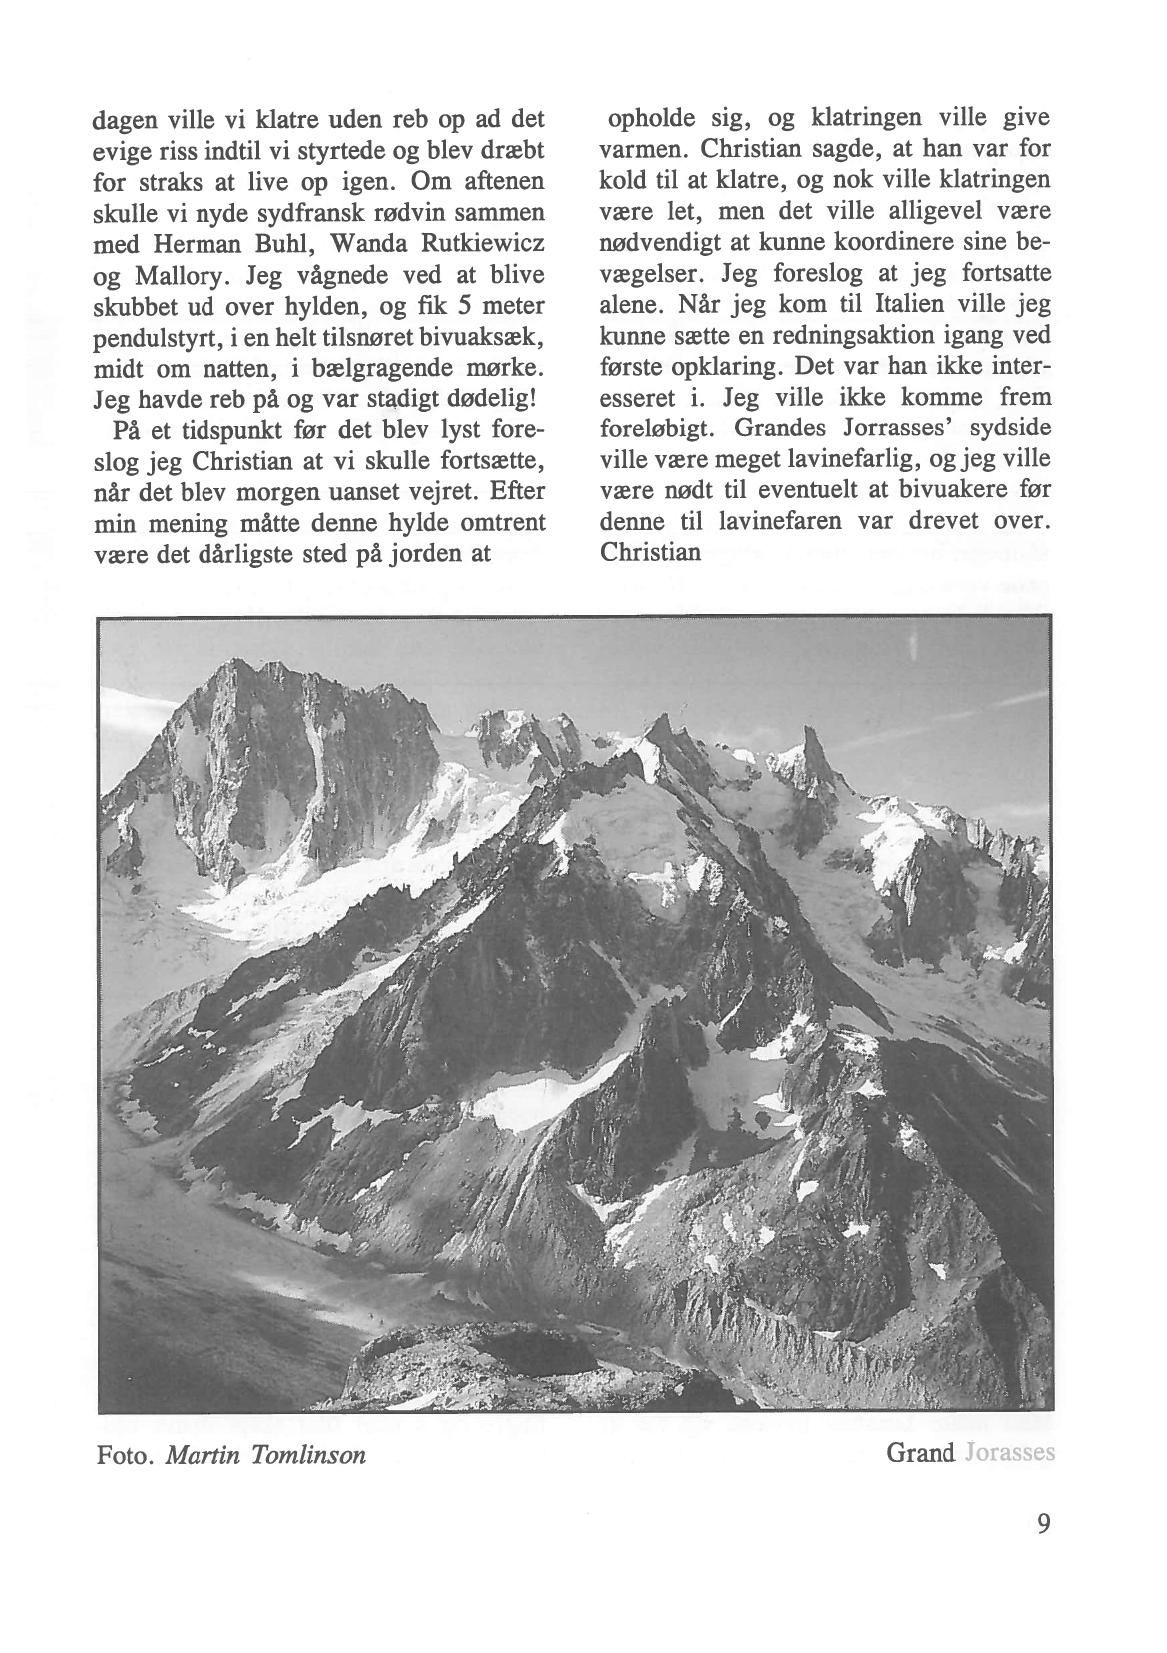 dagen ville vi klatre uden reb op ad det
evige riss indtil vi styrtede og blev dræbt
for straks at live op igen. Om aftenen
skulle vi nyde sydfransk rødvin sammen
med Herman Buhl, Wanda Rutkiewicz
og Mallory. Jeg vågnede ved at blive
skubbet ud over hylden, og fik 5 meter
pendulstyrt, i en helt tilsnøret bivuaksæk,
midt om natten, i bælgragende mørke.
Jeg havde reb på og var stadigt dødelig!
På et tidspunkt før det blev lyst fore-
slog jeg Christian at vi skulle fortsætte,
når det blev morgen uanset vejret. Efter
min mening måtte denne hylde omtrent
være det dårligste sted på jorden at
opholde sig, og klatringen ville give
varmen. Christian sagde, at han var for
kold til at klatre, og nok ville klatringen
være let, men det ville alligevel være
nødvendigt at kunne koordinere sine be-
vægelser. Jeg foreslog at jeg fortsatte
alene. Når jeg kom til Italien ville jeg
kunne sætte en redningsaktion igang ved
første opklaring. Det var han ikke inter-
esseret i. Jeg ville ikke komme frem
foreløbigt. Grandes Jorrasses' sydside
ville være meget lavinefarlig, og jeg ville
være nødt til eventuelt at bivuakere før
denne til lavinefaren var drevet over.
Christian
Foto. Martin Tomlinson
Grand Jorasses
9